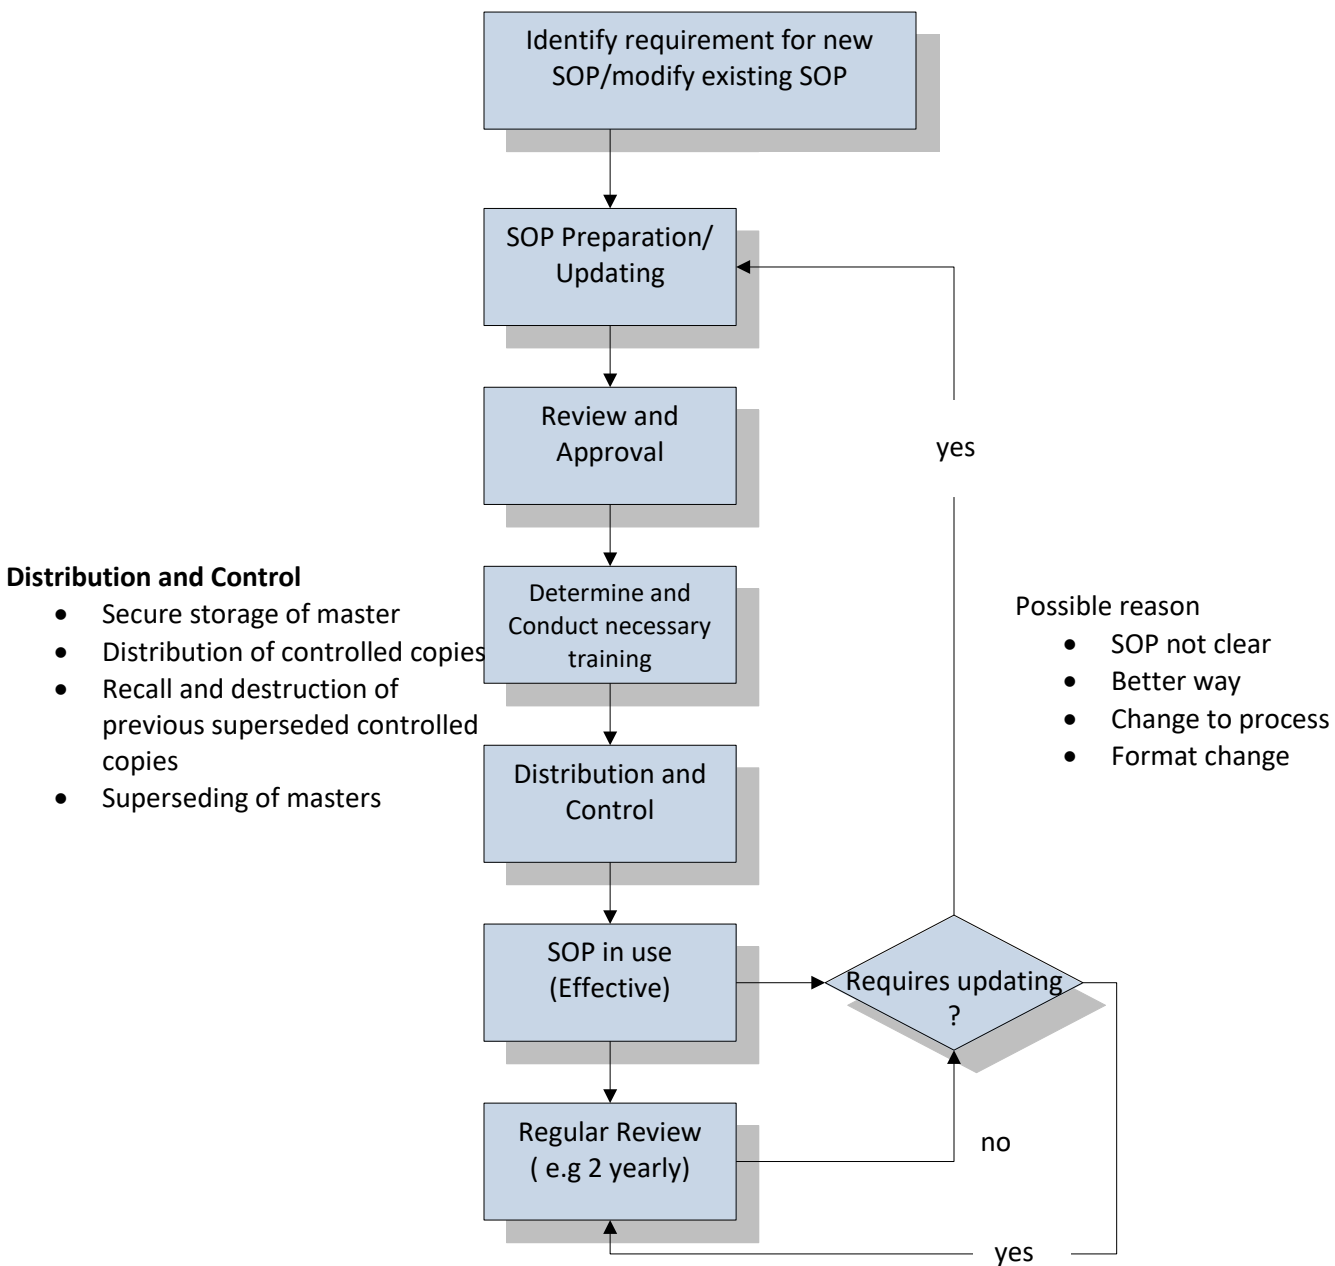 Identify requirement for new
SOP/modify existing SOP
SOP Preparation/
Updating
Review and
Approval
yes
Distribution and Control
• Secure storage of master
• Distribution of controlled copies
• Recall and destruction of
previous superseded controlled
copies
• Superseding of masters
Determine and
Conduct necessary
training
Possible reason
• SOP not clear
• Better way
• Change to process
• Format change
Distribution and
Control
SOP in use
(Effective)
Requires updating
?
Regular Review
( e.g 2 yearly)
no
yes